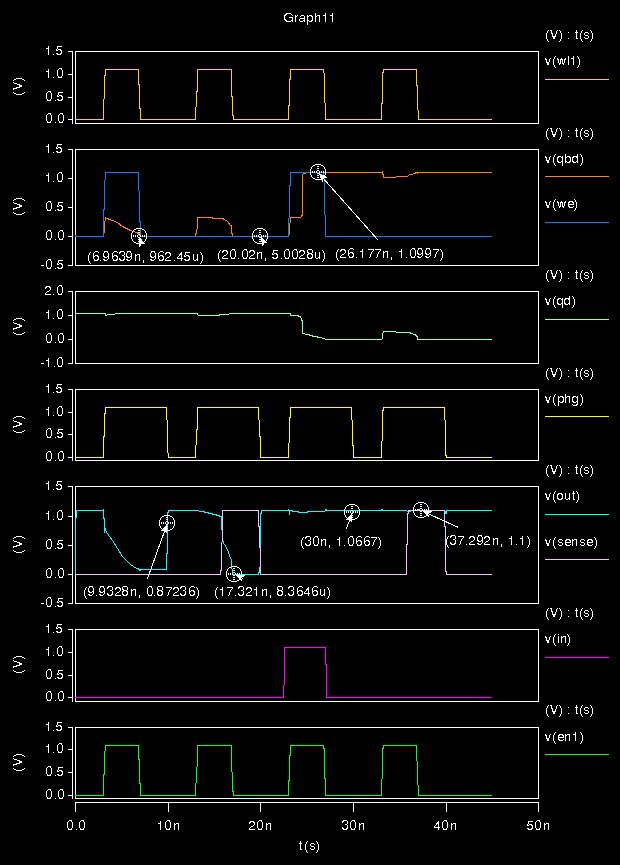 Graph11
(V) : t(s)
v(wl1)
1.5
1.0
0.5
0.0
(V)
(V) : t(s)
v(qbd)
v(we)
1.5
1.0
0.5
0.0
-0.5
(V)
(6.9639n, 962.45u)
(20.02n, 5.0028u)
(26.177n, 1.0997)
(V) : t(s)
v(qd)
2.0
1.0
0.0
-1.0
(V)
(V) : t(s)
v(phg)
1.5
1.0
0.5
0.0
(V)
(V) : t(s)
v(out)
v(sense)
1.5
1.0
0.5
0.0
-0.5
(V)
(30n, 1.0667)
(37.292n, 1.1)
(9.9328n, 0.87236)
(17.321n, 8.3646u)
(V) : t(s)
v(in)
1.5
1.0
0.5
0.0
(V)
(V) : t(s)
v(en1)
1.5
1.0
0.5
0.0
(V)
0.0 10n 20n 30n 40n 50n
t(s)